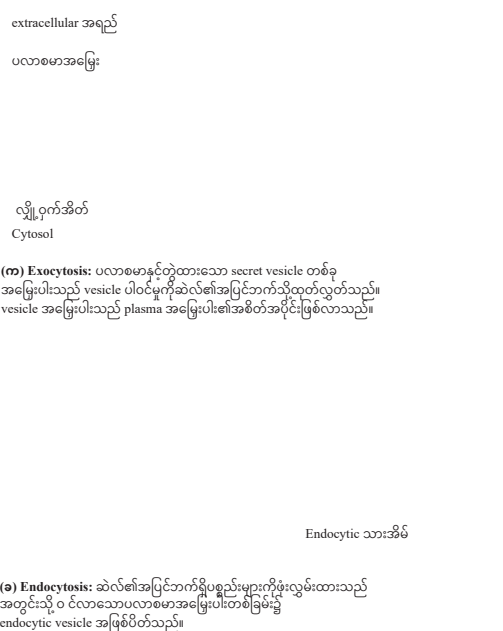 extracellular အရည်
ပလာစမာအမြှေး
လျှို့ဝှက်အိတ်
Cytosol
(က) Exocytosis: ပလာစမာနှင့်တွဲထားသော secret vesicle တစ်ခု
အမြှေးပါးသည် vesicle ပါဝင်မှုကိုဆဲလ်၏အပြင်ဘက်သို့ထုတ်လွှတ်သည်။
vesicle အမြှေးပါးသည် plasma အမြှေးပါး၏အစိတ်အပိုင်းဖြစ်လာသည်။
Endocytic သားအိမ်
(ခ) Endocytosis: ဆဲလ်၏အပြင်ဘက်ရှိပစ္စည်းများကိုဖုံးလွှမ်းထားသည်
အတွင်းသို့ ဝ င်လာသောပလာစမာအမြှေးပါးတစ်ခြမ်း၌
endocytic vesicle အဖြစ်ပိတ်သည်။